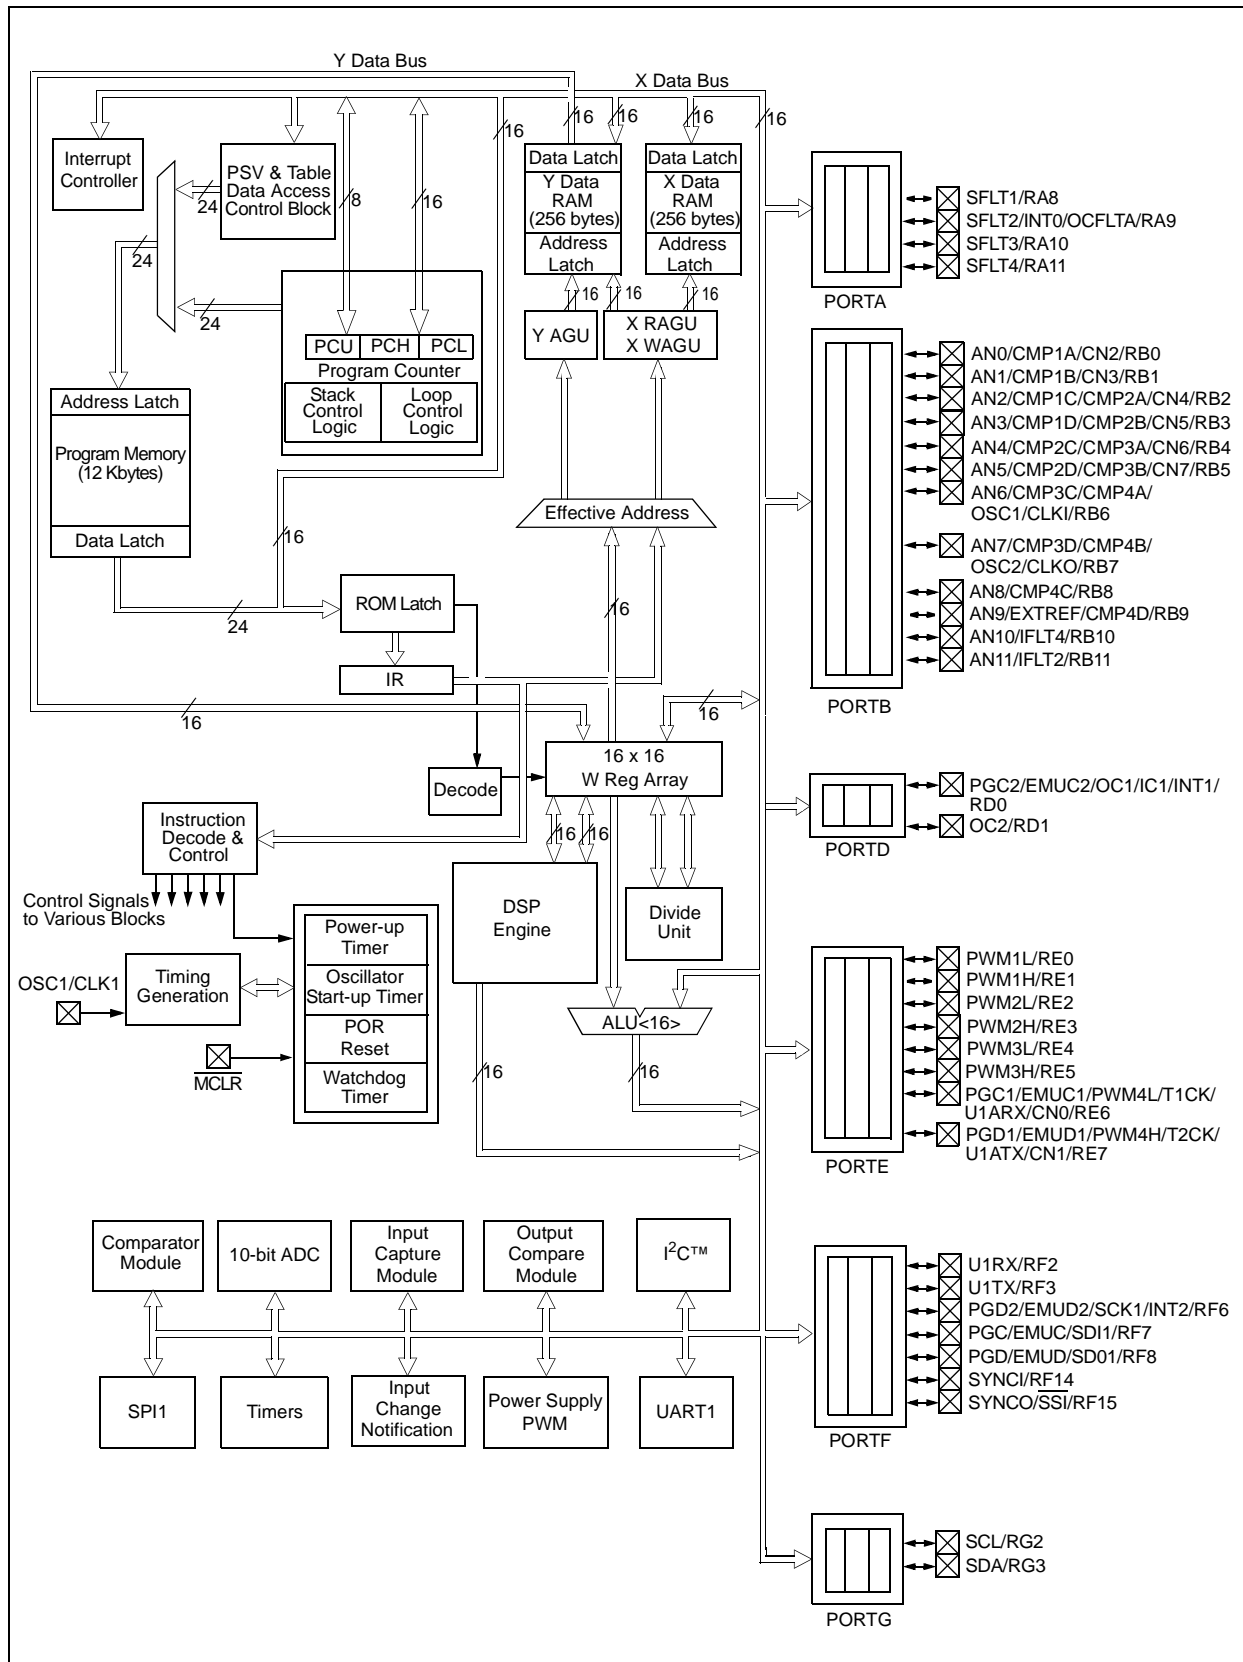 Y Data Bus
X Data Bus
16
16
16
16
16
Interrupt
Controller
PSV & Table
Data Access
Control Block
8
16
24
24
24
Data Latch
Y Data
RAM
(256 bytes)
Address
Latch
Data Latch
X Data
RAM
(256 bytes)
Address
Latch
16
16
16
Y AGU
X RAGU
X WAGU
PCU
PCH
PCL
Program Counter
Stack
Control
Logic
Loop
Control
Logic
Address Latch
Program Memory
(12 Kbytes)
Data Latch
16
24
Effective Address
16
ROM Latch
IR
16
16
16 x 16
W Reg Array
Decode
Instruction
Decode &
Control
Control Signals
to Various Blocks
16
16
DSP
Engine
Divide
Unit
Power-up
Timer
Oscillator
Start-up Timer
POR
Reset
Watchdog
Timer
OSC1/CLK1
Timing
Generation
MCLR
ALU<16>
16
16
Comparator
Module
10-bit ADC
Input
Capture
Module
Output
Compare
Module
I2C™
SPI1
Timers
Input
Change
Notification
Power Supply
PWM
UART1
SFLT1/RA8
SFLT2/INT0/OCFLTA/RA9
SFLT3/RA10
SFLT4/RA11
PORTA
AN0/CMP1A/CN2/RB0
AN1/CMP1B/CN3/RB1
AN2/CMP1C/CMP2A/CN4/RB2
AN3/CMP1D/CMP2B/CN5/RB3
AN4/CMP2C/CMP3A/CN6/RB4
AN5/CMP2D/CMP3B/CN7/RB5
AN6/CMP3C/CMP4A/
OSC1/CLKI/RB6
AN7/CMP3D/CMP4B/
OSC2/CLKO/RB7
AN8/CMP4C/RB8
AN9/EXTREF/CMP4D/RB9
AN10/IFLT4/RB10
AN11/IFLT2/RB11
PORTB
PGC2/EMUC2/OC1/IC1/INT1/
RD0
OC2/RD1
PORTD
PWM1L/RE0
PWM1H/RE1
PWM2L/RE2
PWM2H/RE3
PWM3L/RE4
PWM3H/RE5
PGC1/EMUC1/PWM4L/T1CK/
U1ARX/CN0/RE6
PGD1/EMUD1/PWM4H/T2CK/
U1ATX/CN1/RE7
PORTE
U1RX/RF2
U1TX/RF3
PGD2/EMUD2/SCK1/INT2/RF6
PGC/EMUC/SDI1/RF7
PGD/EMUD/SD01/RF8
SYNCI/RF14
SYNCO/SSI/RF15
PORTF
SCL/RG2
SDA/RG3
PORTG